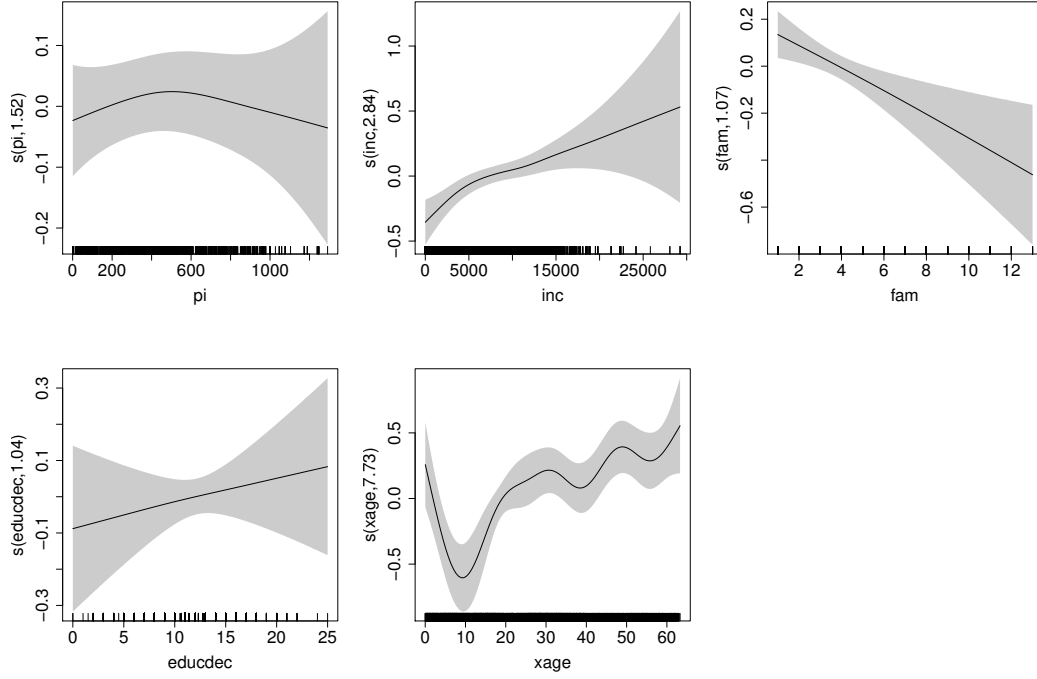 s(pi,1.52)
0.1
0.0
−0.1
−0.2
0 200 600 1000
pi
s(inc,2.84)
1.0
0.5
0.0
−0.5
0 5000 15000 25000
inc
s(fam,1.07)
0.2
0.0
−0.2
−0.6
2 4 6 8 10 12
fam
s(educdec,1.04)
0.3
0.1
−0.1
−0.3
0 5 10 15 20 25
educdec
s(xage,7.73)
0.5
0.0
−0.5
0 10 20 30 40 50 60
xage